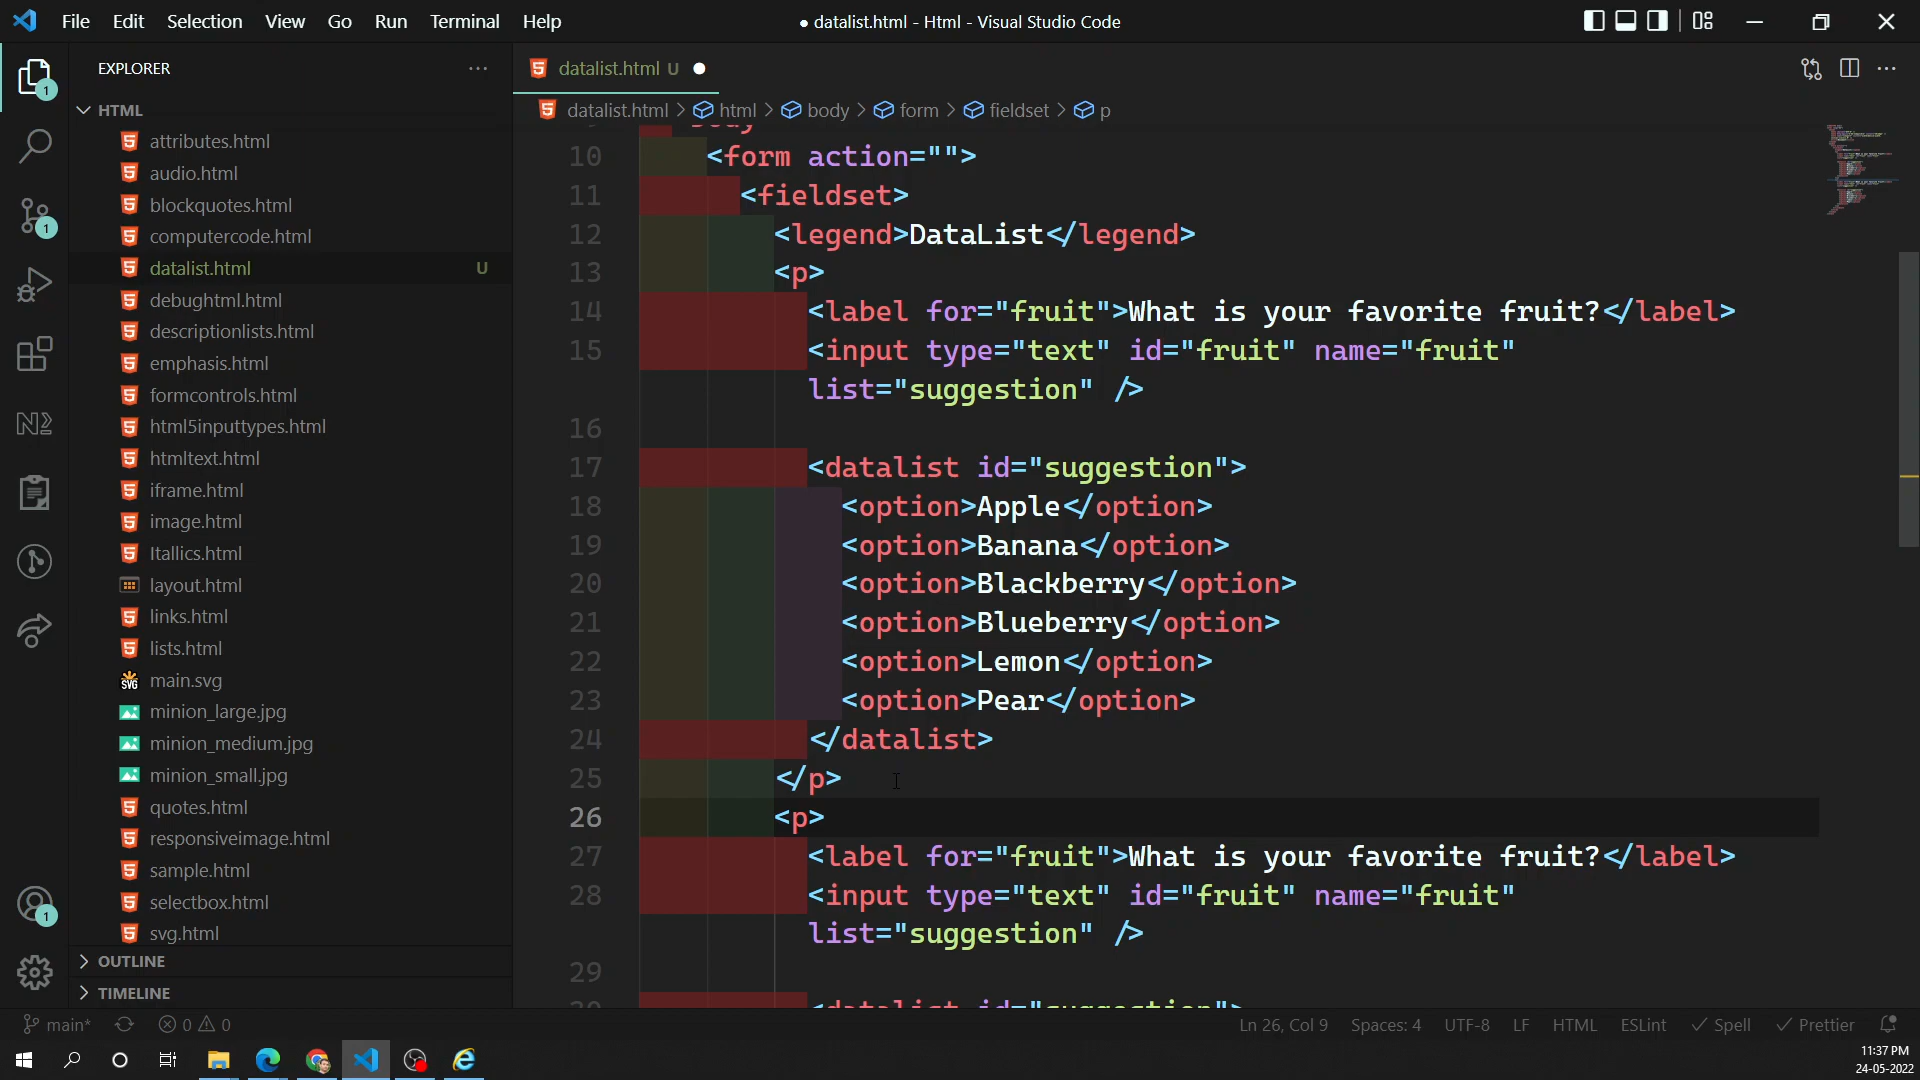 File Edit Selection View Go Run Terminal Help
● datalist.html - Html - Visual Studio Code
EXPLORER
HTML
attributes.html
audio.html
blockquotes.html
computercode.html
datalist.html U
debughtml.html
descriptionlists.html
emphasis.html
formcontrols.html
html5inputtypes.html
htmltext.html
iframe.html
image.html
Itallics.html
layout.html
links.html
lists.html
main.svg
minion_large.jpg
minion_medium.jpg
minion_small.jpg
quotes.html
responsiveimage.html
sample.html
selectbox.html
svg.html
OUTLINE
TIMELINE
datalist.html U
datalist.html > html > body > form > fieldset > p
10 <form action="">
11 <fieldset>
12 <legend>DataList</legend>
13 <p>
14 <label for="fruit">What is your favorite fruit?</label>
15 <input type="text" id="fruit" name="fruit"
list="suggestion" />
16
17 <datalist id="suggestion">
18 <option>Apple</option>
19 <option>Banana</option>
20 <option>Blackberry</option>
21 <option>Blueberry</option>
22 <option>Lemon</option>
23 <option>Pear</option>
24 </datalist>
25 </p>
26 <p>
27 <label for="fruit">What is your favorite fruit?</label>
28 <input type="text" id="fruit" name="fruit"
list="suggestion" />
29
main* 0 0
Ln 26, Col 9 Spaces: 4 UTF-8 LF HTML ESLint Spell Prettier
11:37 PM
24-05-2022